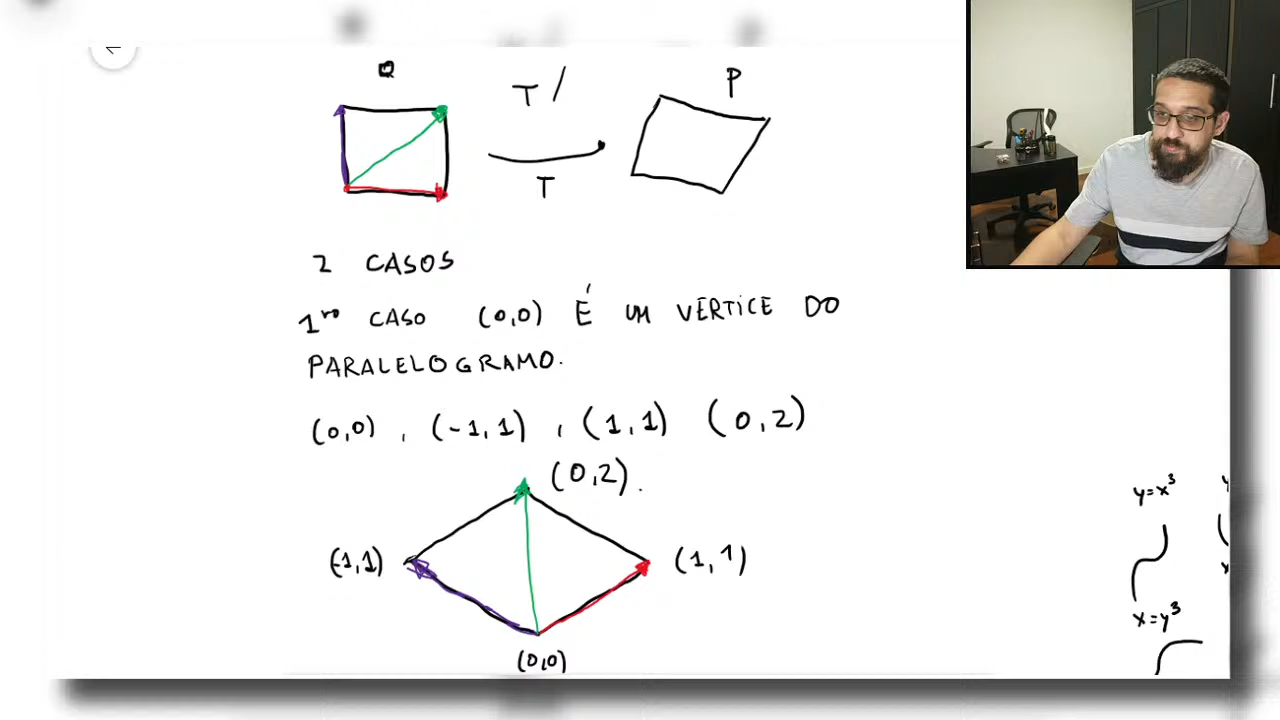 Q
T /
P
T
2 CASOS
1ro CASO (0,0) É UM VÉRTICE DO
PARALELOGRAMO.
(0,0) , (-1,1) , (1,1) (0,2)
(0,2).
(-1,1)
(1,1)
(0,0)
y=x³
x=y³